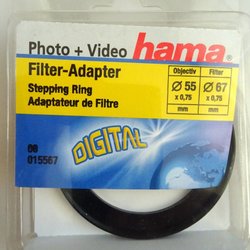 Photo + Video hama
Filter-Adapter
Stepping Ring
Adaptateur de Filtre
Objectiv Filter
Ø 55 Ø 67
x 0,75 x 0,75
mm mm
00
015567
DIGITAL